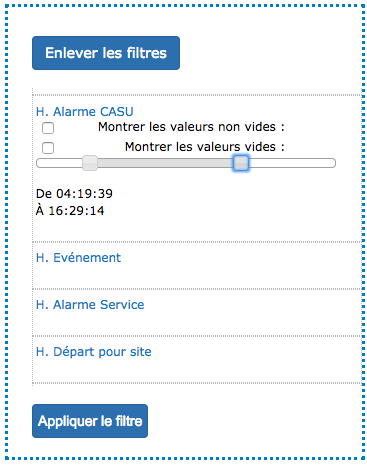 Enlever les filtres
H. Alarme CASU
Montrer les valeurs non vides :
Montrer les valeurs vides :
De 04:19:39
À 16:29:14
H. Evénement
H. Alarme Service
H. Départ pour site
Appliquer le filtre